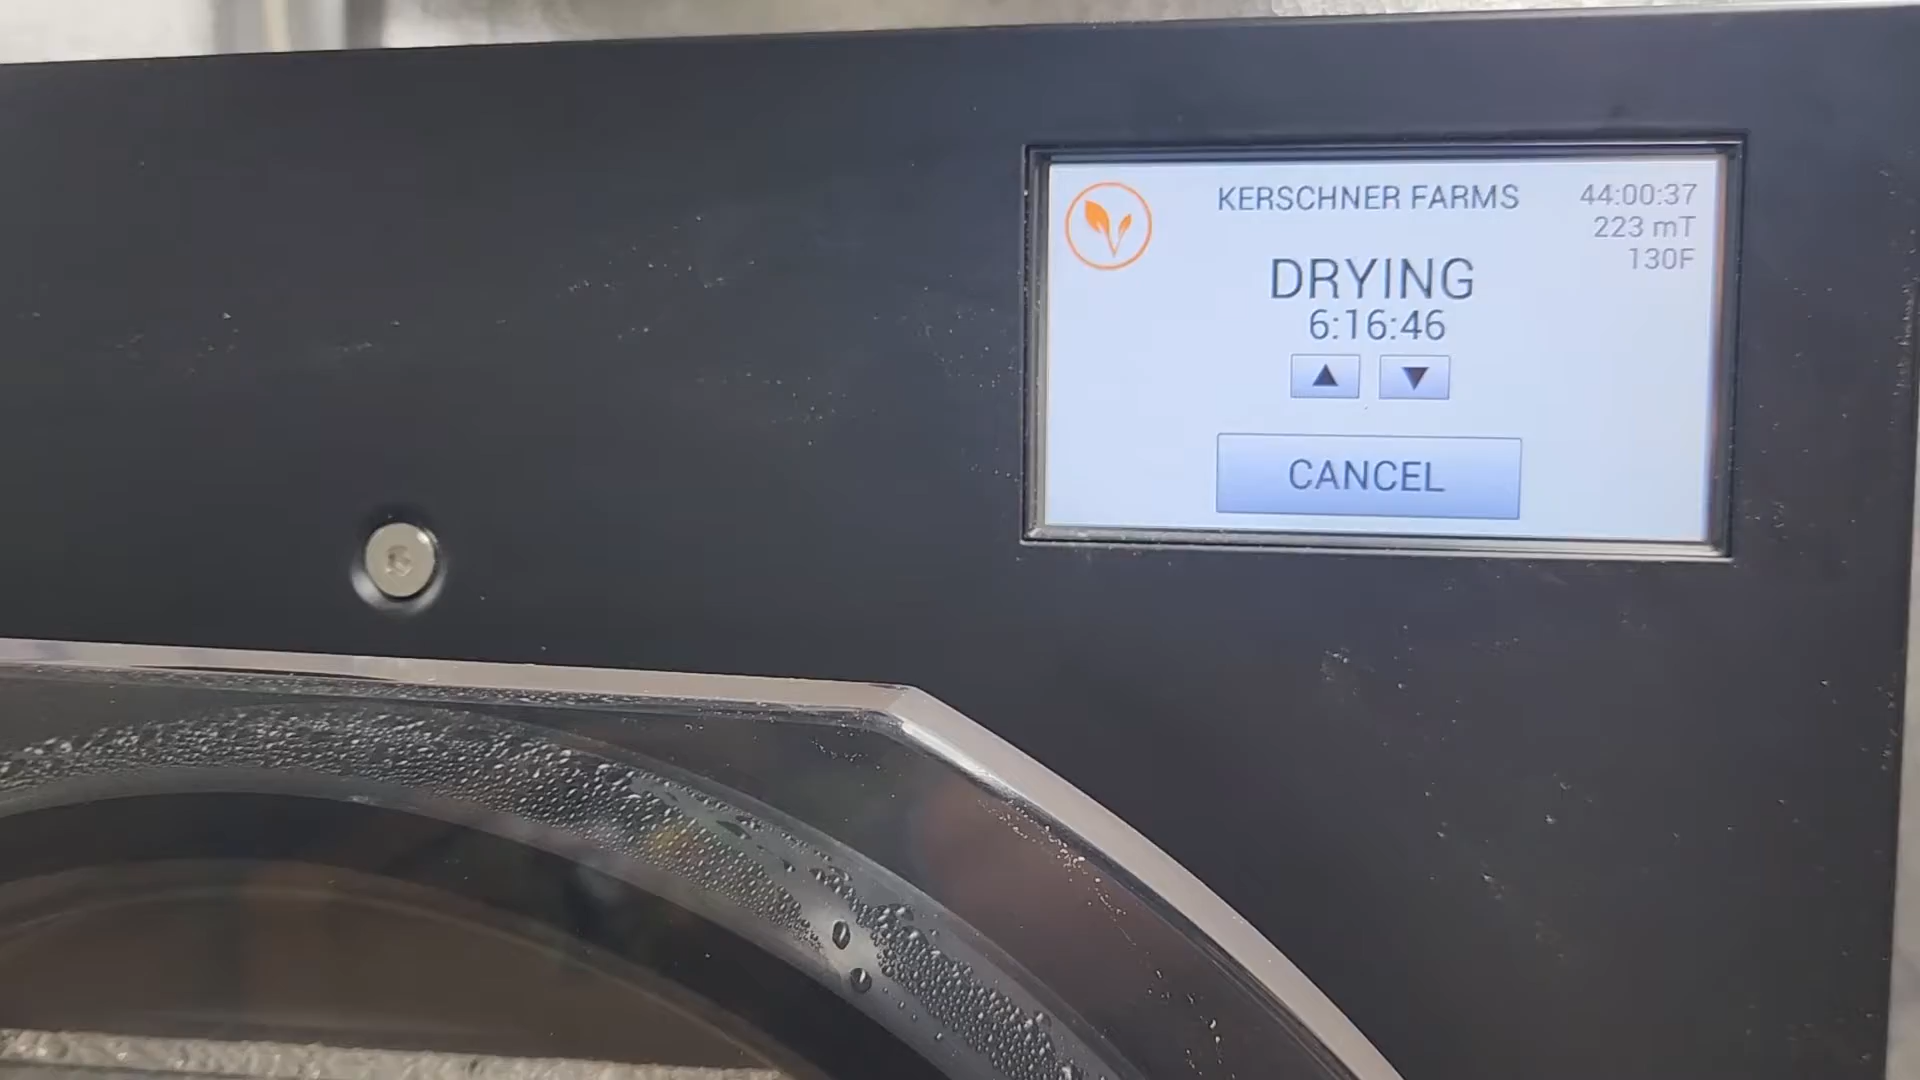 KERSCHNER FARMS
44:00:37
223 mT
130F
DRYING
6:16:46
CANCEL